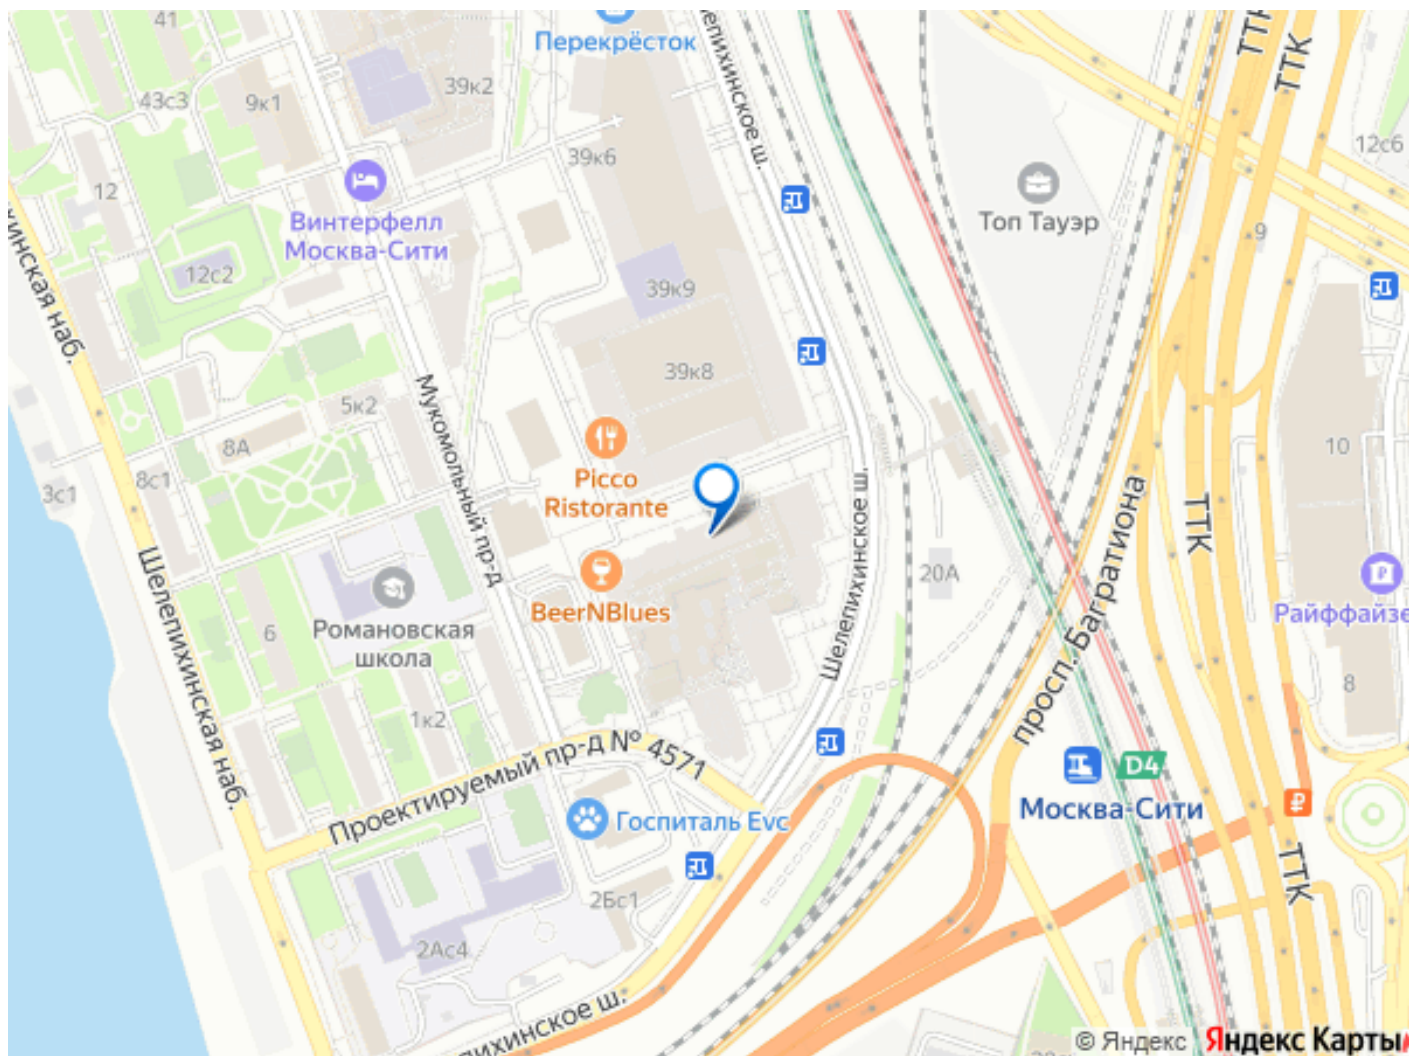 41
Перекрёсток
ТТК
ТТК
39к2
43с3
9к1
Шелепихинское ш.
12с6
39к6
12
Винтерфелл
Москва-Сити
Топ Тауэр
9
12с2
39к9
39к8
Мукомольный пр-д
5к2
8А
8с1
3с1
Picco
Ristorante
10
Шелепихинское ш.
просп. Багратиона
ТТК
20А
BeerNBlues
Романовская
школа
6
Шелепихинская наб.
1к2
8
Проектируемый пр-д № 4571
D4
Москва-Сити
Госпиталь Evc
2Бс1
2Ас4
ТТК
© Яндекс
Яндекс Карты